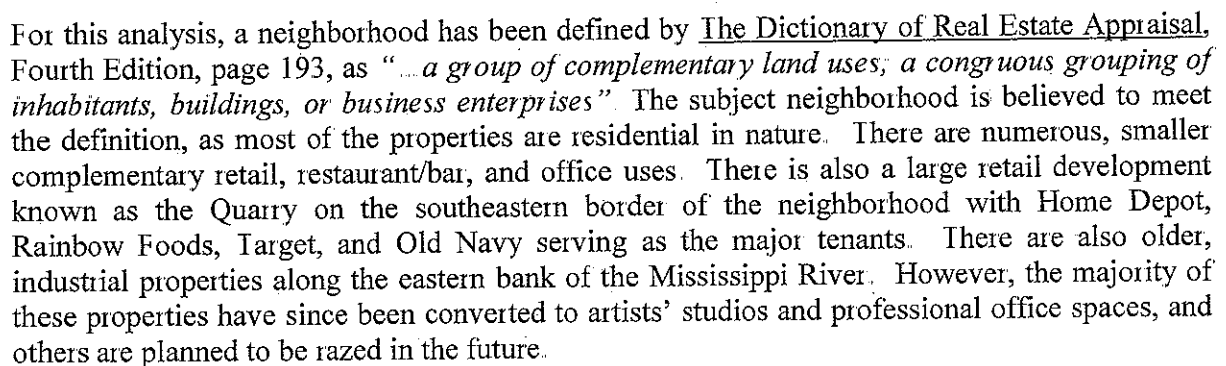 For this analysis, a neighborhood has been defined by The Dictionary of Real Estate Appraisal,
Fourth Edition, page 193, as "...a group of complementary land uses; a congruous grouping of
inhabitants, buildings, or business enterprises" The subject neighborhood is believed to meet
the definition, as most of the properties are residential in nature. There are numerous, smaller
complementary retail, restaurant/bar, and office uses. There is also a large retail development
known as the Quarry on the southeastern border of the neighborhood with Home Depot,
Rainbow Foods, Target, and Old Navy serving as the major tenants. There are also older,
industrial properties along the eastern bank of the Mississippi River. However, the majority of
these properties have since been converted to artists' studios and professional office spaces, and
others are planned to be razed in the future.